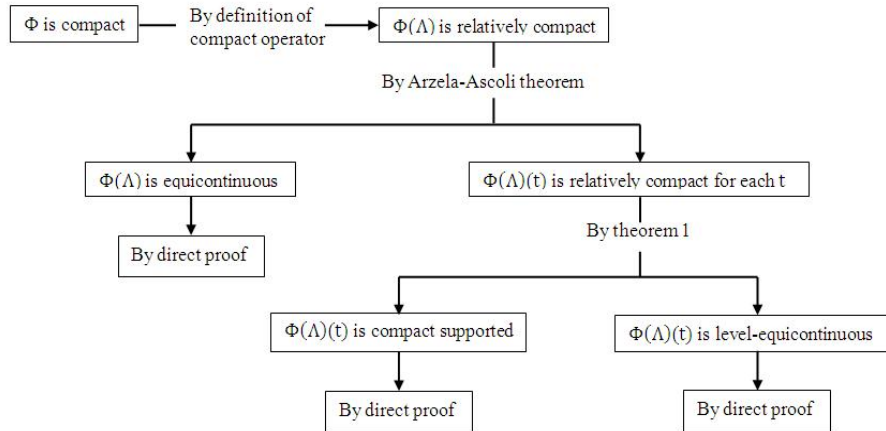 Φ is compact
By definition of
compact operator
Φ(Λ) is relatively compact
By Arzela-Ascoli theorem
Φ(Λ) is equicontinuous
Φ(Λ)(t) is relatively compact for each t
By direct proof
By theorem 1
Φ(Λ)(t) is compact supported
Φ(Λ)(t) is level-equicontinuous
By direct proof
By direct proof